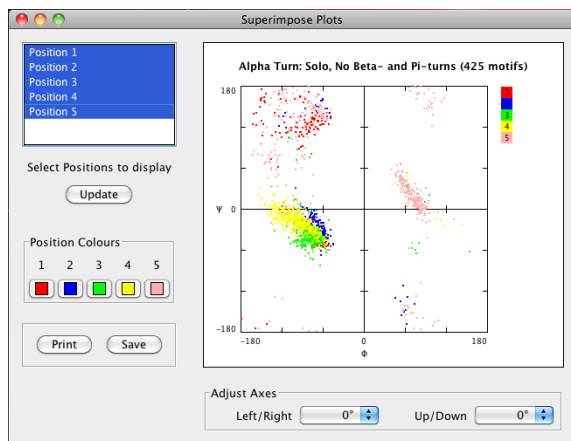 Superimpose Plots
Position 1
Position 2
Position 3
Position 4
Position 5
Select Positions to display
Update
Position Colours
1 2 3 4 5
Print Save
Alpha Turn: Solo, No Beta- and Pi-turns (425 motifs)
180
Ψ 0
-180
-180 0 180
Φ
1
2
3
4
5
Adjust Axes
Left/Right 0° Up/Down 0°